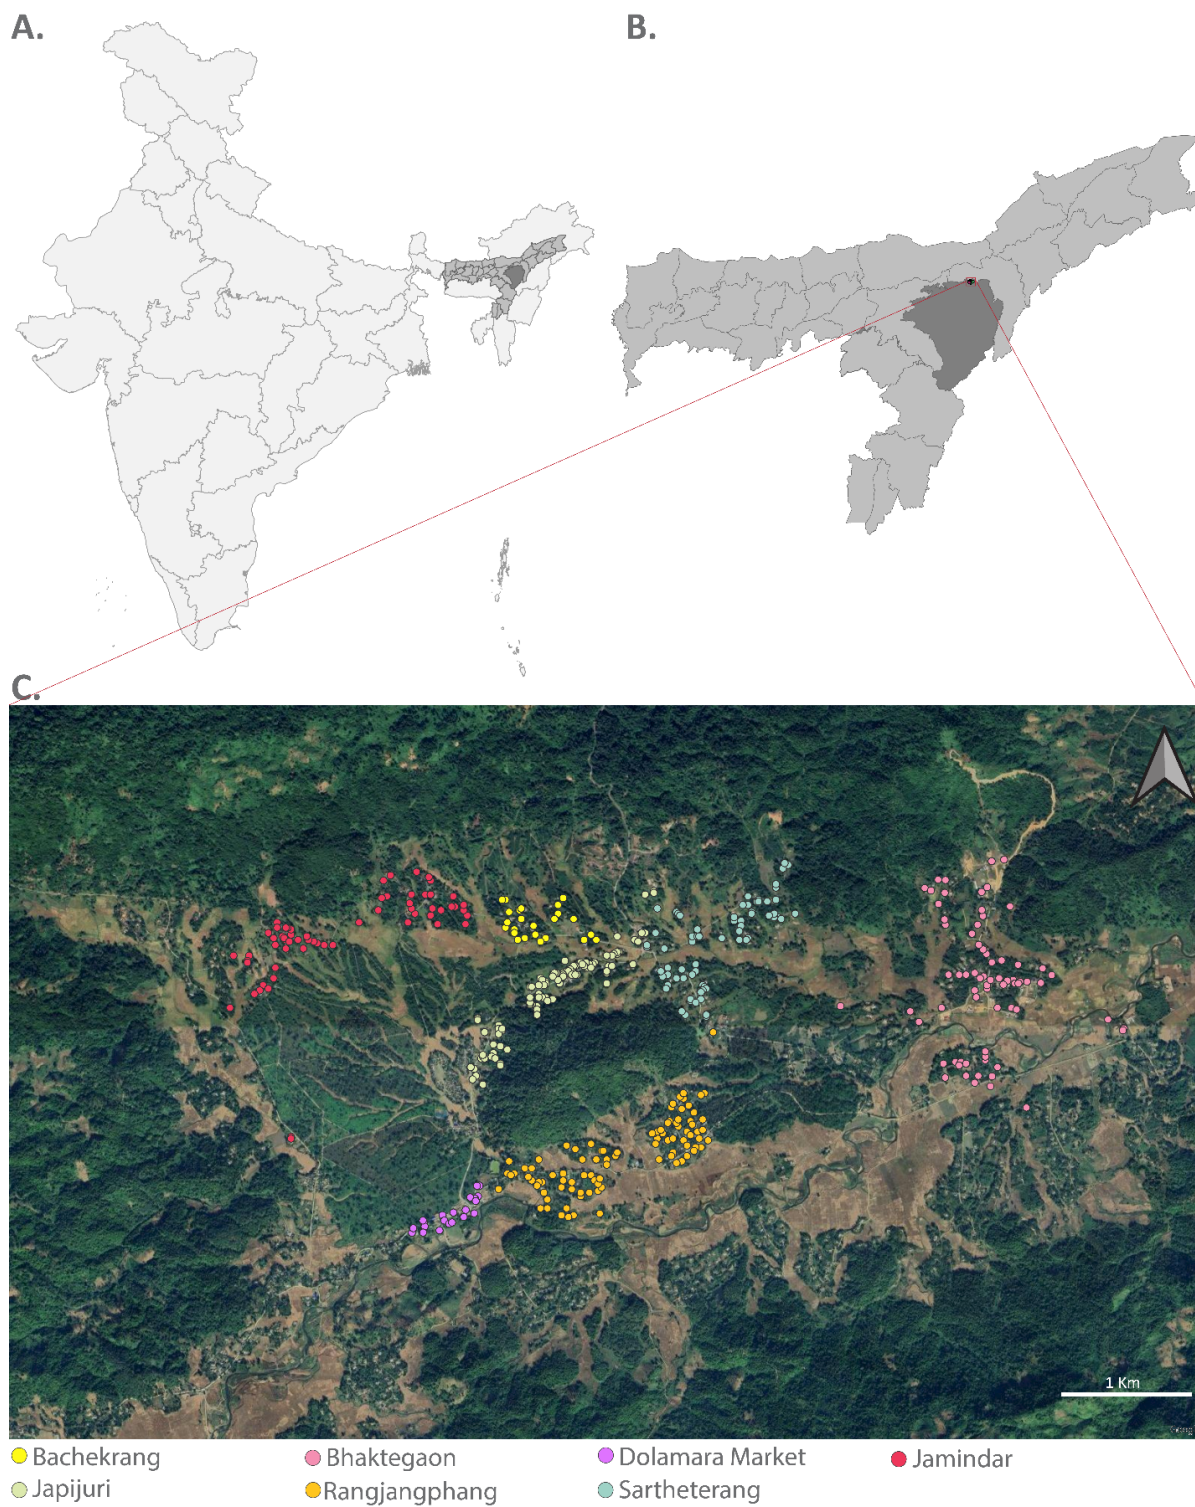 A.
B.
C.
1 Km
Bachekrang
Bhaktegaon
Dolamara Market
Jamindar
Japijuri
Rangjangphang
Sartheterang